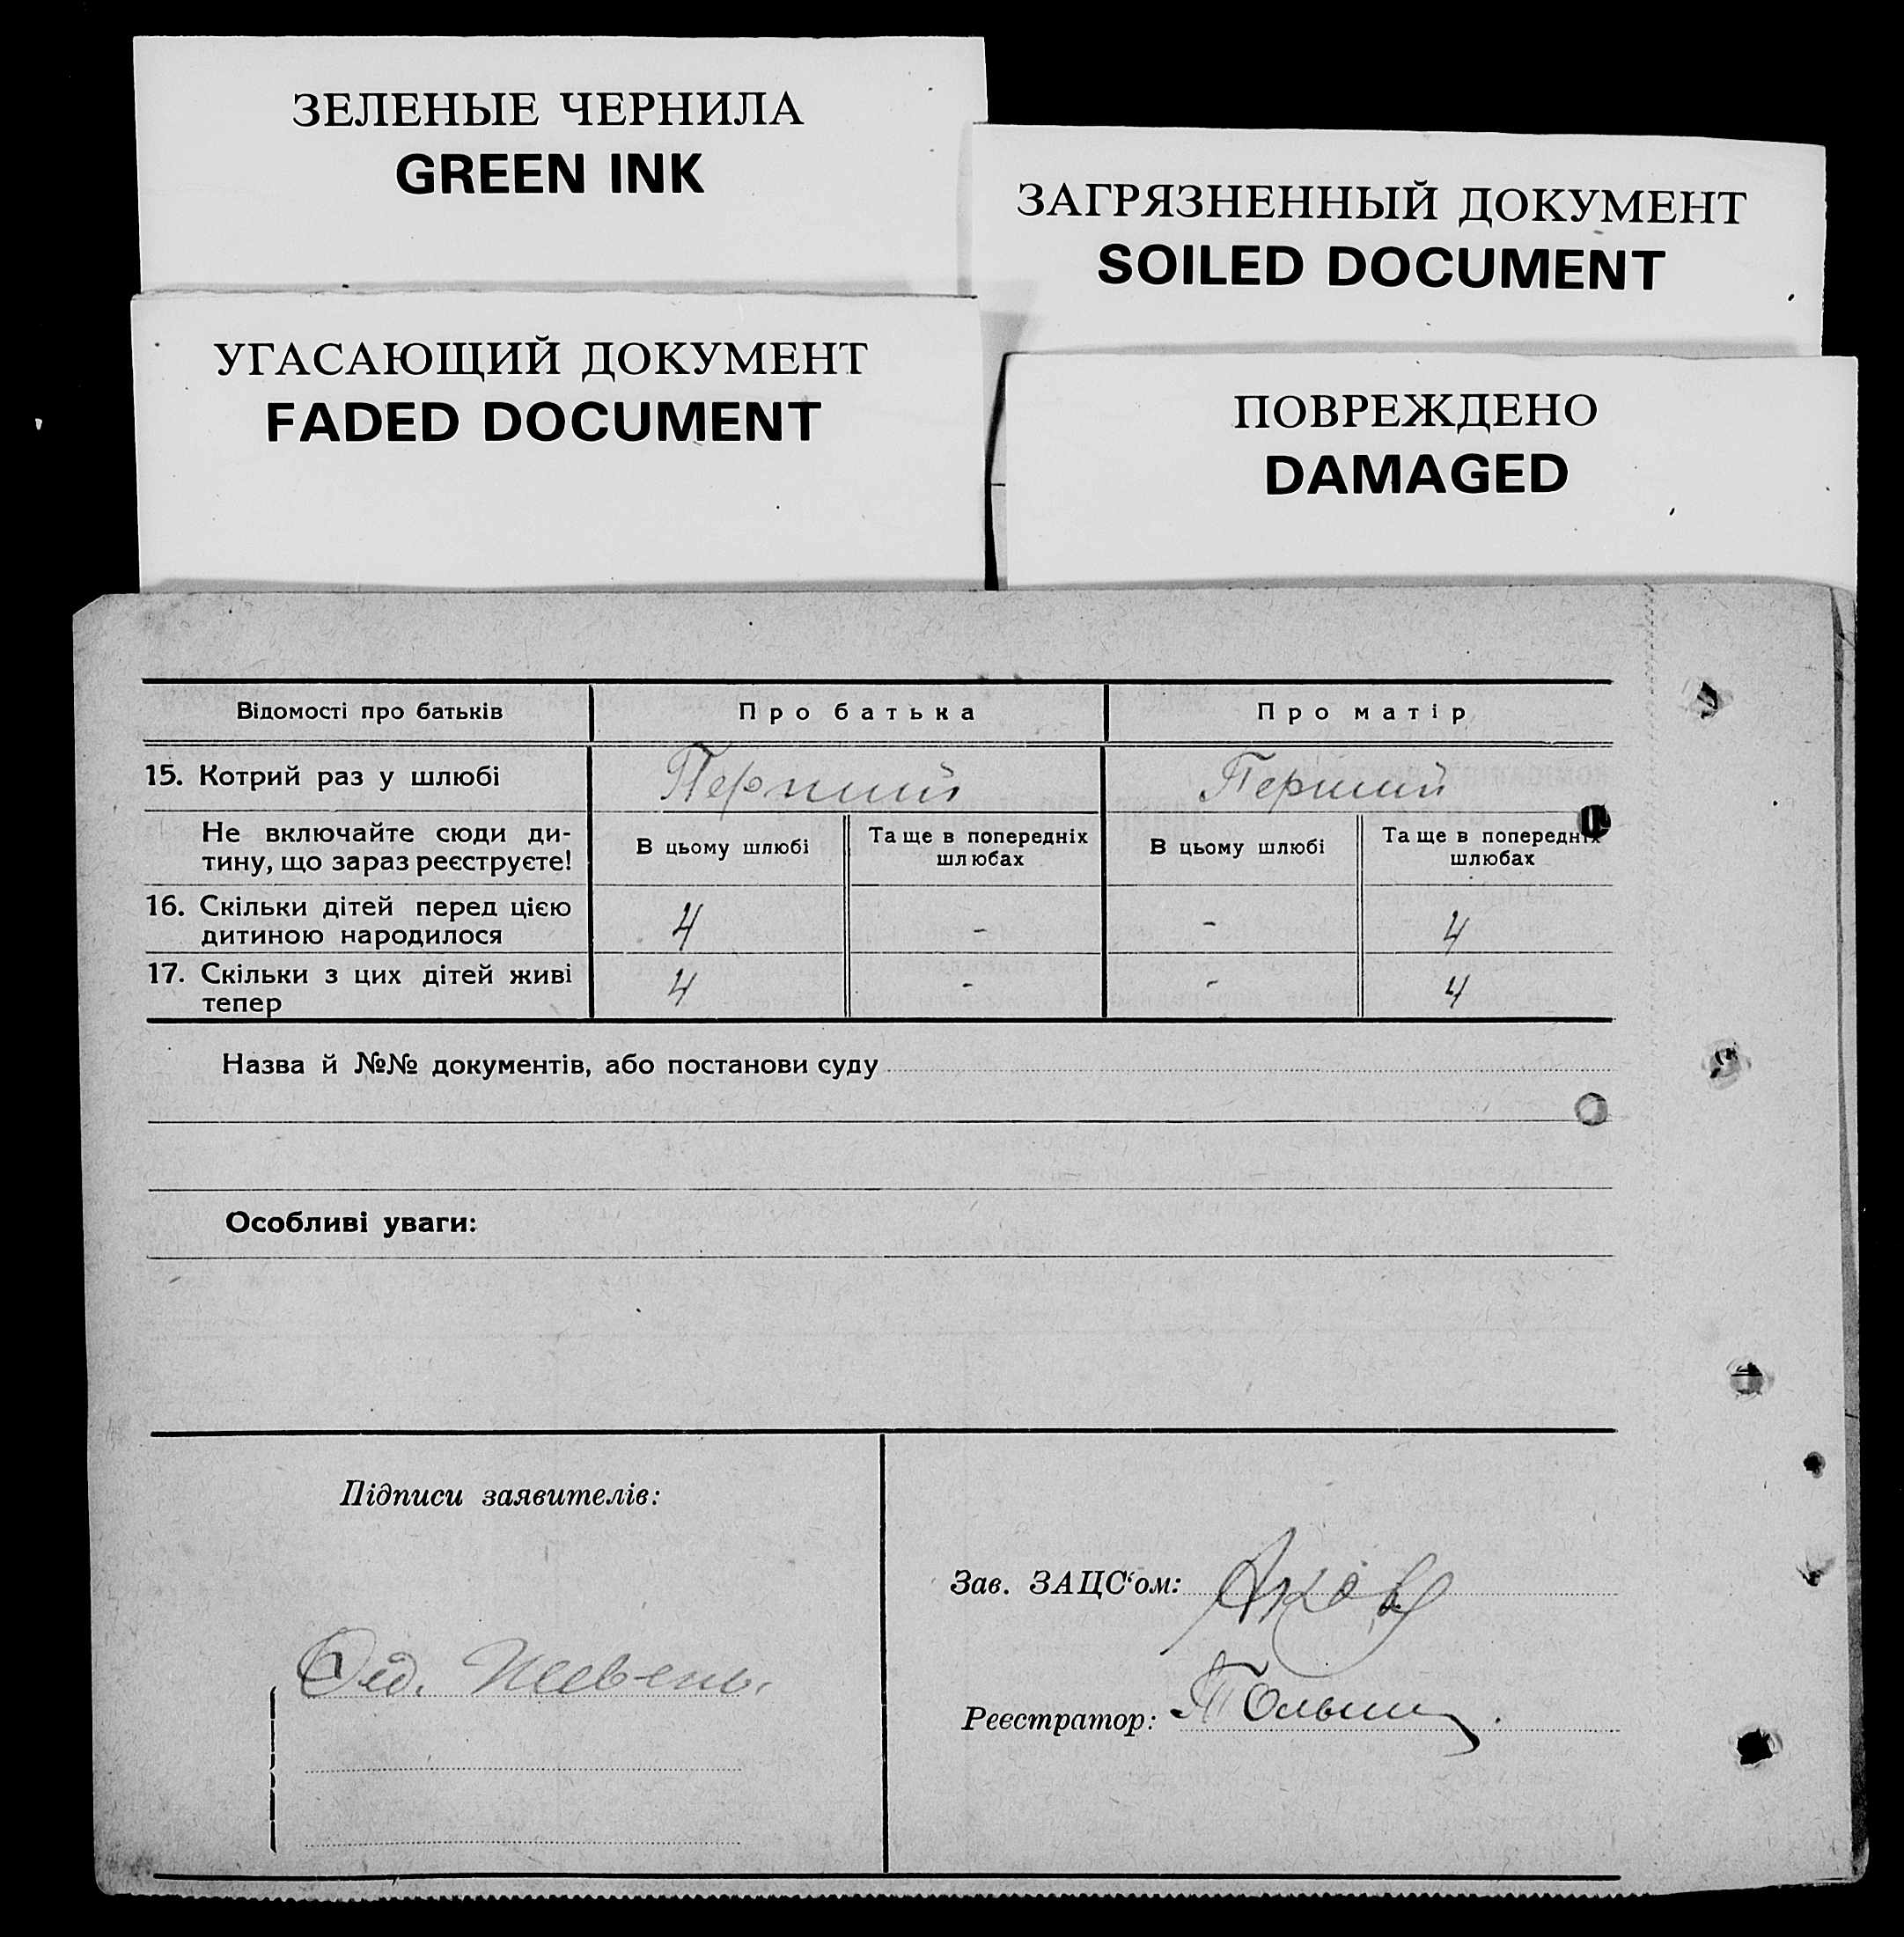 ЗЕЛЕНЫЕ ЧЕРНИЛА
GREEN INK
ЗАГРЯЗНЕННЫЙ ДОКУМЕНТ
SOILED DOCUMENT
УГАСАЮЩИЙ ДОКУМЕНТ
FADED DOCUMENT
ПОВРЕЖДЕНО
DAMAGED
Відомості про батьків Про батька Про матір
15. Котрий раз у шлюбі Перший Перший
Не включайте сюди ди-
тину, що зараз реєструєте!
В цьому шлюбі
Та ще в попередніх
шлюбах
В цьому шлюбі
Та ще в попередніх
шлюбах
16. Скільки дітей перед цією
дитиною народилося 4 - - 4
17. Скільки з цих дітей живі
тепер 4 - - 4
Назва й №№ документів, або постанови суду
Особливі уваги:
Підписи заявителів:
Зав. ЗАЦС‘ом:
Реєстратор: